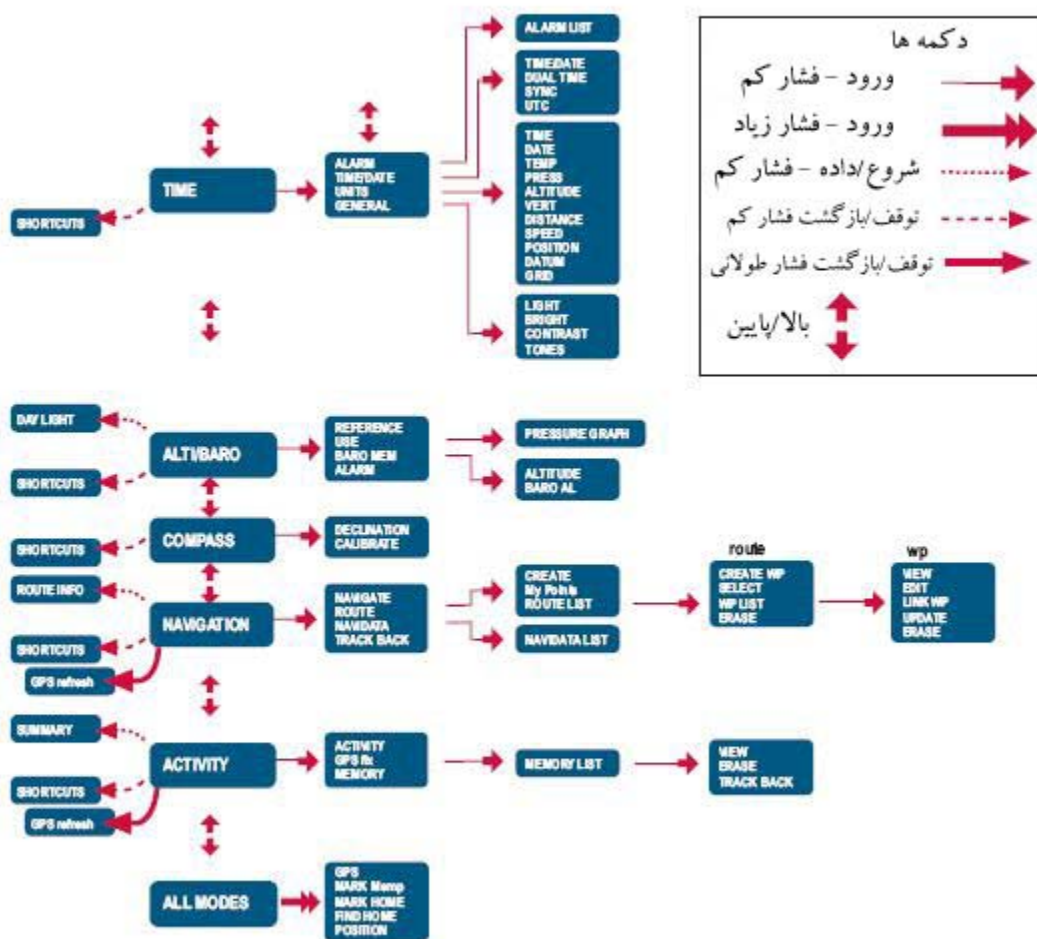 ALARM LIST
TIME/DATE
DUAL TIME
SYNC
UTC
TIME
SHORTCUTS
ALARM
TIME/DATE
UNITS
GENERAL
TIME
DATE
TEMP
PRESS
ALTITUDE
VERT
DISTANCE
SPEED
POSITION
DATUM
GRID
LIGHT
BRIGHT
CONTRAST
TONES
دکمه ها
ورود - فشار کم
ورود - فشار زیاد
شروع/داده - فشار کم
توقف/بازگشت فشار کم
توقف/بازگشت فشار طولانی
بالا/پایین
DAY LIGHT
ALTI/BARO
SHORTCUTS
REFERENCE
USE
BARO MEM
ALARM
PRESSURE GRAPH
ALTITUDE
BARO AL
COMPASS
SHORTCUTS
DECLINATION
CALIBRATE
ROUTE INFO
NAVIGATION
SHORTCUTS
GPS refresh
NAVIGATE
ROUTE
NAVIDATA
TRACK BACK
CREATE
My Points
ROUTE LIST
NAVIDATA LIST
route
CREATE WP
SELECT
WP LIST
ERASE
wp
VIEW
EDIT
LINK WP
UPDATE
ERASE
SUMMARY
ACTIVITY
SHORTCUTS
GPS refresh
ACTIVITY
GPS fix
MEMORY
MEMORY LIST
VIEW
ERASE
TRACK BACK
ALL MODES
GPS
MARK Memp
MARK HOME
FIND HOME
POSITION